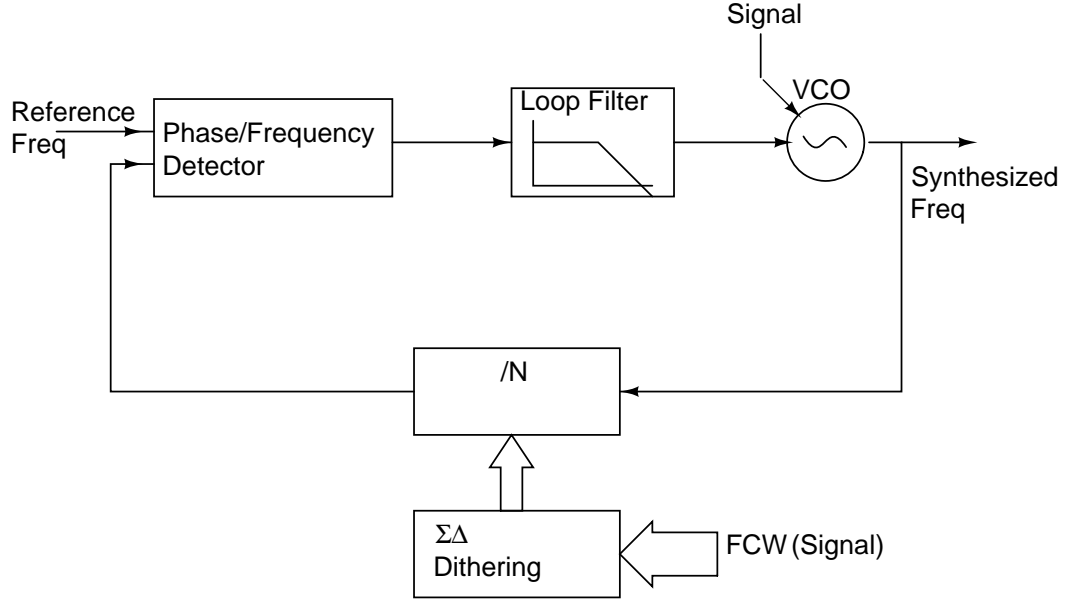 Signal
VCO
Loop Filter
Reference
Freq
Phase/Frequency
Detector
Synthesized
Freq
/N
ΣΔ
Dithering
FCW (Signal)